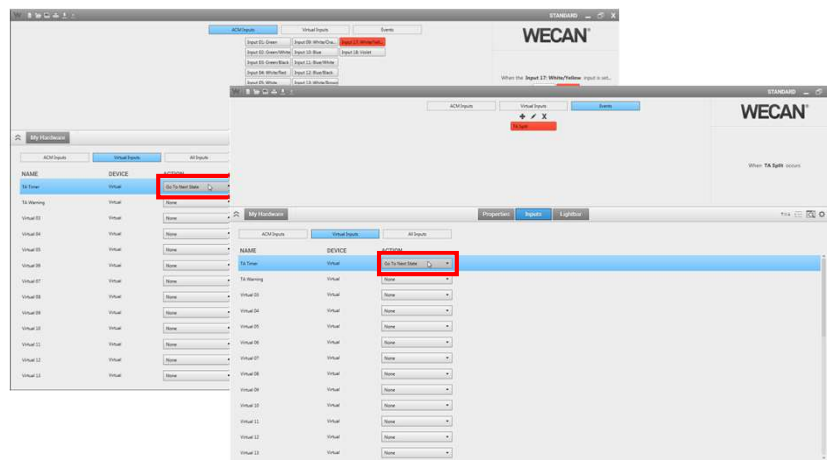 STANDARD
ACM Inputs Virtual Inputs Events
WECAN®
Input 01: Green Input 09: White/Ora... Input 17: White/Yell...
Input 02: Green/White Input 10: Blue Input 18: Violet
Input 03: Green/Black Input 11: Blue/White
Input 04: White/Red Input 12: Blue/Black
Input 05: White Input 13: White/Brown
When the Input 17: White/Yellow input is set...
My Hardware
ACM Inputs Virtual Inputs All Inputs
NAME DEVICE ACTION
TA Timer Virtual Go To Next State
TA Warning Virtual None
Virtual 03 Virtual None
Virtual 04 Virtual None
Virtual 05 Virtual None
Virtual 06 Virtual None
Virtual 07 Virtual None
Virtual 08 Virtual None
Virtual 09 Virtual None
Virtual 10 Virtual None
Virtual 11 Virtual None
Virtual 12 Virtual None
Virtual 13 Virtual None
STANDARD
ACM Inputs Virtual Inputs Events
WECAN®
TA Split
When TA Split occurs
My Hardware Properties Inputs Lightbar
ACM Inputs Virtual Inputs All Inputs
NAME DEVICE ACTION
TA Timer Virtual Go To Next State
TA Warning Virtual None
Virtual 03 Virtual None
Virtual 04 Virtual None
Virtual 05 Virtual None
Virtual 06 Virtual None
Virtual 07 Virtual None
Virtual 08 Virtual None
Virtual 09 Virtual None
Virtual 10 Virtual None
Virtual 11 Virtual None
Virtual 12 Virtual None
Virtual 13 Virtual None